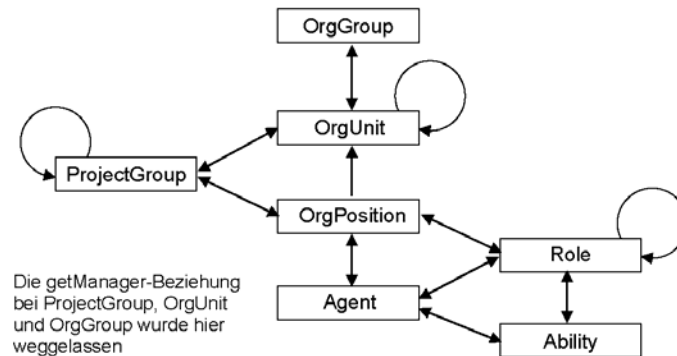 OrgGroup
OrgUnit
ProjectGroup
OrgPosition
Role
Die getManager-Beziehung
bei ProjectGroup, OrgUnit
und OrgGroup wurde hier
weggelassen
Agent
Ability